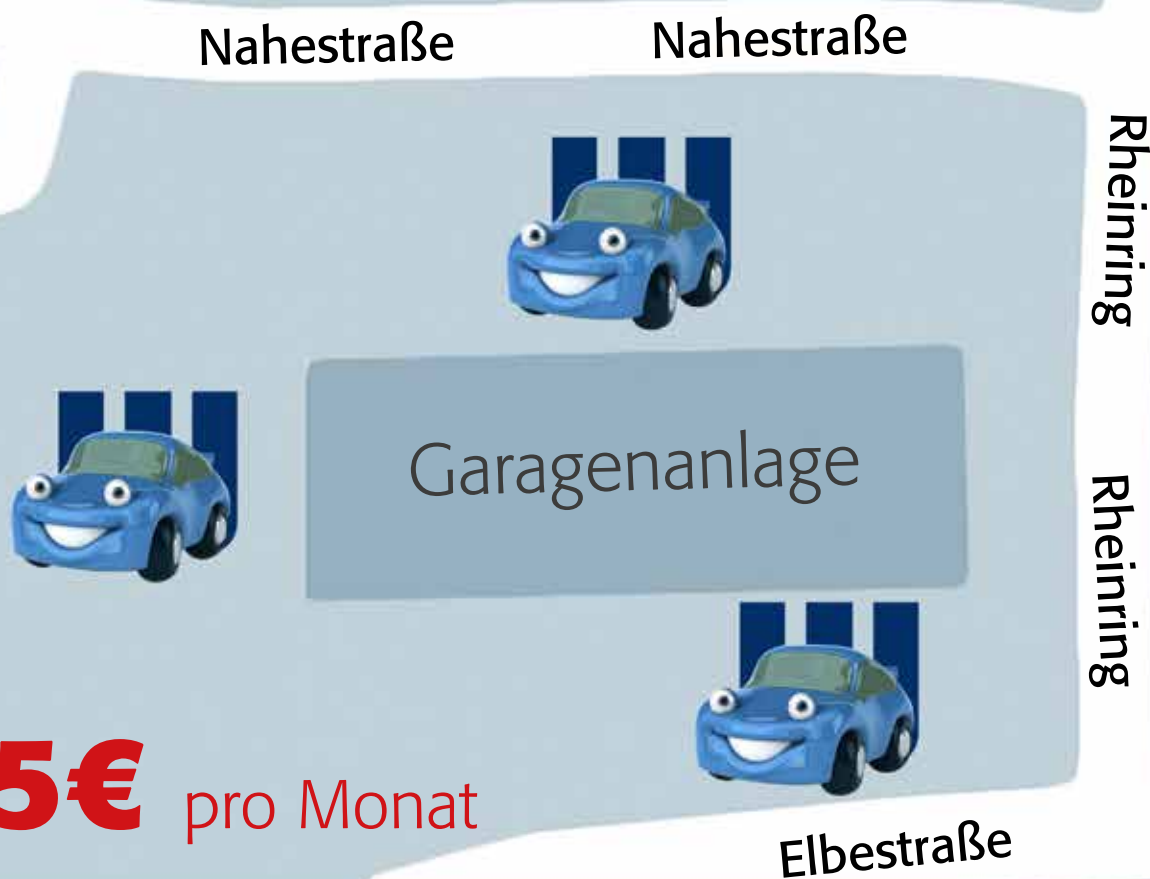 Nahestraße Nahestraße
Rheinring
Garagenanlage
Rheinring
5€ pro Monat
Elbestraße